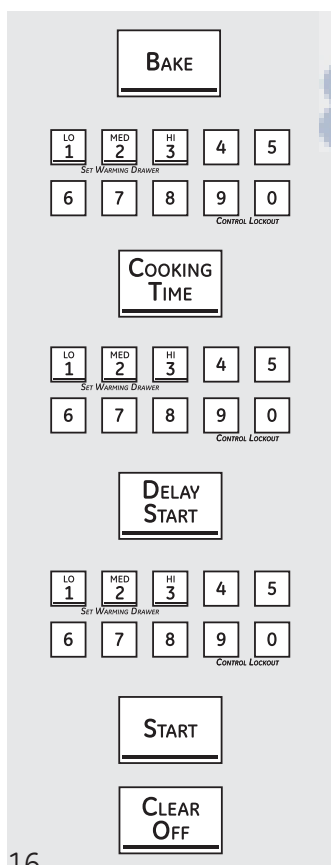 BAKE
LO MED HI
1 2 3 4 5
SET WARMING DRAWER
6 7 8 9 0
CONTROL LOCKOUT
COOKING
TIME
LO MED HI
1 2 3 4 5
SET WARMING DRAWER
6 7 8 9 0
CONTROL LOCKOUT
DELAY
START
LO MED HI
1 2 3 4 5
SET WARMING DRAWER
6 7 8 9 0
CONTROL LOCKOUT
START
CLEAR
OFF
16